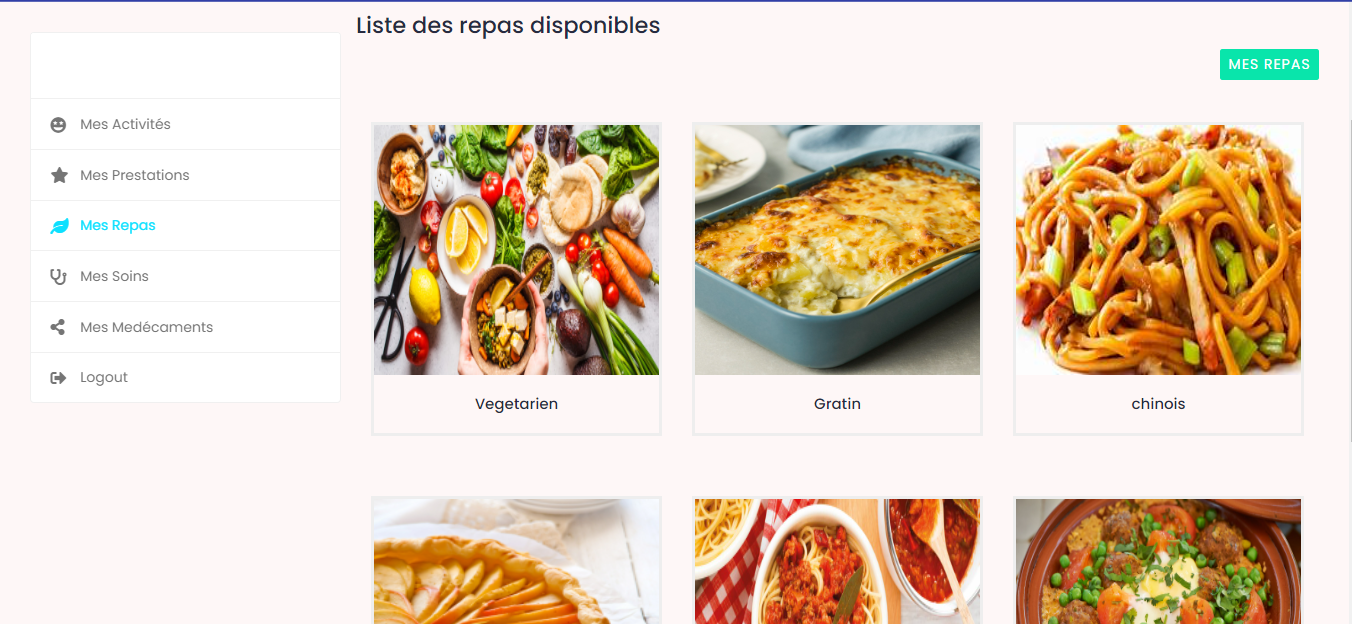 Liste des repas disponibles
MES REPAS
Mes Activités
Mes Prestations
Mes Repas
Mes Soins
Mes Medécaments
Logout
Vegetarien
Gratin
chinois